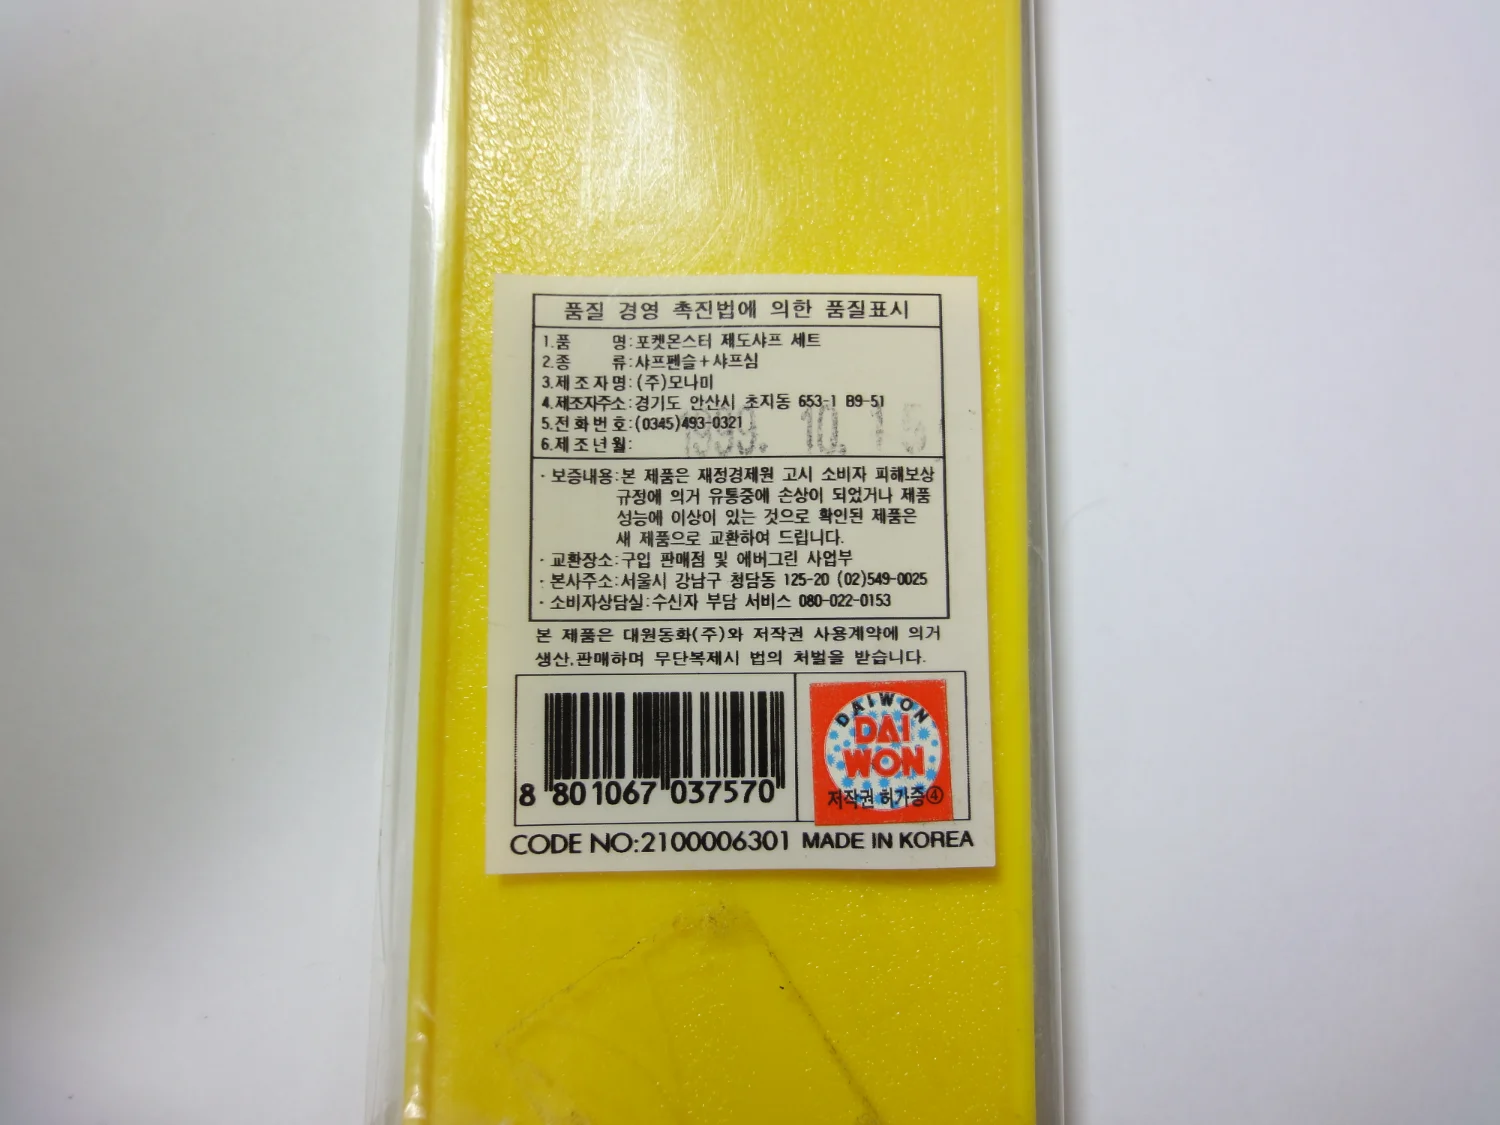 품질 경영 촉진법에 의한 품질표시
1.품 명:포켓몬스터 제도샤프 세트
2.종 류:샤프펜슬+샤프심
3.제조자명:(주)모나미
4.제조자주소:경기도 안산시 초지동 653-1 B9-51
5.전화번호:(0345)493-0321
6.제조년월: 1999. 10. 15
· 보증내용:본 제품은 재정경제원 고시 소비자 피해보상
규정에 의거 유통중에 손상이 되었거나 제품
성능에 이상이 있는 것으로 확인된 제품은
새 제품으로 교환하여 드립니다.
· 교환장소:구입 판매점 및 에버그린 사업부
· 본사주소:서울시 강남구 청담동 125-20 (02)549-0025
· 소비자상담실:수신자 부담 서비스 080-022-0153
본 제품은 대원동화(주)와 저작권 사용계약에 의거
생산,판매하며 무단복제시 법의 처벌을 받습니다.
8 801067 037570
DAIWON
DAI
WON
저작권 허가증④
CODE NO:2100006301 MADE IN KOREA